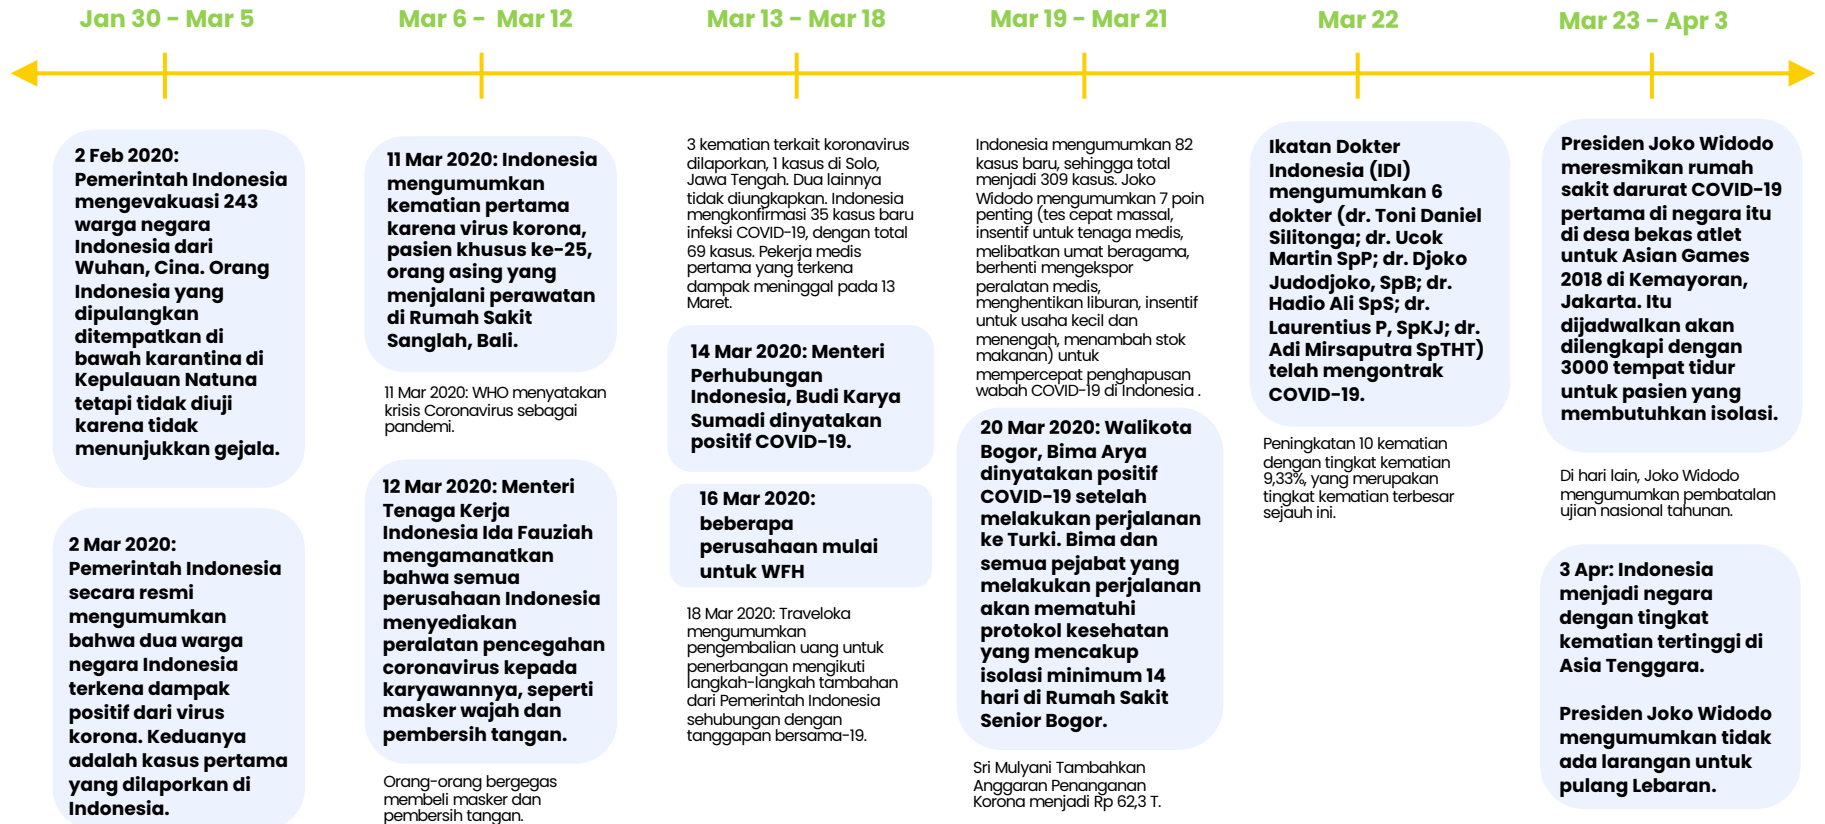 Jan 30 - Mar 5
Mar 6 - Mar 12
Mar 13 - Mar 18
Mar 19 - Mar 21
Mar 22
Mar 23 - Apr 3
2 Feb 2020:
Pemerintah Indonesia
mengevakuasi 243
warga negara
Indonesia dari
Wuhan, Cina. Orang
Indonesia yang
dipulangkan
ditempatkan di
bawah karantina di
Kepulauan Natuna
tetapi tidak diuji
karena tidak
menunjukkan gejala.
2 Mar 2020:
Pemerintah Indonesia
secara resmi
mengumumkan
bahwa dua warga
negara Indonesia
terkena dampak
positif dari virus
korona. Keduanya
adalah kasus pertama
yang dilaporkan di
Indonesia.
11 Mar 2020: Indonesia
mengumumkan
kematian pertama
karena virus korona,
pasien khusus ke-25,
orang asing yang
menjalani perawatan
di Rumah Sakit
Sanglah, Bali.
11 Mar 2020: WHO menyatakan
krisis Coronavirus sebagai
pandemi.
12 Mar 2020: Menteri
Tenaga Kerja
Indonesia Ida Fauziah
mengamanatkan
bahwa semua
perusahaan Indonesia
menyediakan
peralatan pencegahan
coronavirus kepada
karyawannya, seperti
masker wajah dan
pembersih tangan.
Orang-orang bergegas
membeli masker dan
pembersih tangan.
3 kematian terkait koronavirus
dilaporkan, 1 kasus di Solo,
Jawa Tengah. Dua lainnya
tidak diungkapkan. Indonesia
mengkonfirmasi 35 kasus baru
infeksi COVID-19, dengan total
69 kasus. Pekerja medis
pertama yang terkena
dampak meninggal pada 13
Maret.
14 Mar 2020: Menteri
Perhubungan
Indonesia, Budi Karya
Sumadi dinyatakan
positif COVID-19.
16 Mar 2020:
beberapa
perusahaan mulai
untuk WFH
18 Mar 2020: Traveloka
mengumumkan
pengembalian uang untuk
penerbangan mengikuti
langkah-langkah tambahan
dari Pemerintah Indonesia
sehubungan dengan
tanggapan bersama-19.
Indonesia mengumumkan 82
kasus baru, sehingga total
menjadi 309 kasus. Joko
Widodo mengumumkan 7 poin
penting (tes cepat massal,
insentif untuk tenaga medis,
melibatkan umat beragama,
berhenti mengekspor
peralatan medis,
menghentikan liburan, insentif
untuk usaha kecil dan
menengah, menambah stok
makanan) untuk
mempercepat penghapusan
wabah COVID-19 di Indonesia .
20 Mar 2020: Walikota
Bogor, Bima Arya
dinyatakan positif
COVID-19 setelah
melakukan perjalanan
ke Turki. Bima dan
semua pejabat yang
melakukan perjalanan
akan mematuhi
protokol kesehatan
yang mencakup
isolasi minimum 14
hari di Rumah Sakit
Senior Bogor.
Sri Mulyani Tambahkan
Anggaran Penanganan
Korona menjadi Rp 62,3 T.
Ikatan Dokter
Indonesia (IDI)
mengumumkan 6
dokter (dr. Toni Daniel
Silitonga; dr. Ucok
Martin SpP; dr. Djoko
Judodjoko, SpB; dr.
Hadio Ali SpS; dr.
Laurentius P, SpKJ; dr.
Adi Mirsaputra SpTHT)
telah mengontrak
COVID-19.
Peningkatan 10 kematian
dengan tingkat kematian
9,33%, yang merupakan
tingkat kematian terbesar
sejauh ini.
Presiden Joko Widodo
meresmikan rumah
sakit darurat COVID-19
pertama di negara itu
di desa bekas atlet
untuk Asian Games
2018 di Kemayoran,
Jakarta. Itu
dijadwalkan akan
dilengkapi dengan
3000 tempat tidur
untuk pasien yang
membutuhkan isolasi.
Di hari lain, Joko Widodo
mengumumkan pembatalan
ujian nasional tahunan.
3 Apr: Indonesia
menjadi negara
dengan tingkat
kematian tertinggi di
Asia Tenggara.
Presiden Joko Widodo
mengumumkan tidak
ada larangan untuk
pulang Lebaran.